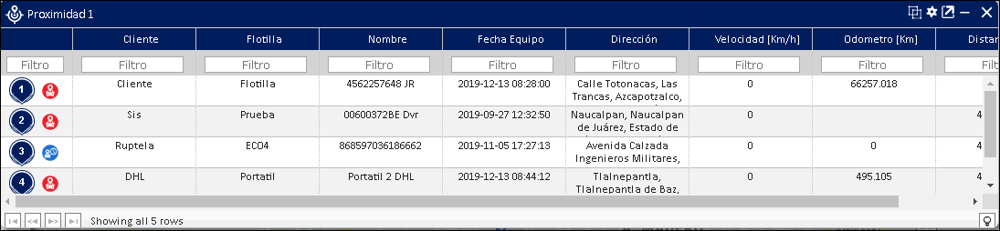 Proximidad 1
Cliente Flotilla Nombre Fecha Equipo Dirección Velocidad [Km/h] Odometro [Km] Distan
Filtro Filtro Filtro Filtro Filtro Filtro Filtro Filtro
1 Cliente Flotilla 4562257648 JR 2019-12-13 08:28:00 Calle Totonacas, Las 0 66257.018
Trancas, Azcapotzalco,
2 Sis Prueba 00600372BE Dvr 2019-09-27 12:32:50 Naucalpan, Naucalpan 0 4
de Juárez, Estado de
3 Ruptela ECO4 868597036186662 2019-11-05 17:27:13 Avenida Calzada 0 0 4
Ingenieros Militares,
4 DHL Portatil Portatil 2 DHL 2019-12-13 08:44:12 Tlalnepantla, 0 495.105 4
Tlalnepantla de Baz,
Showing all 5 rows